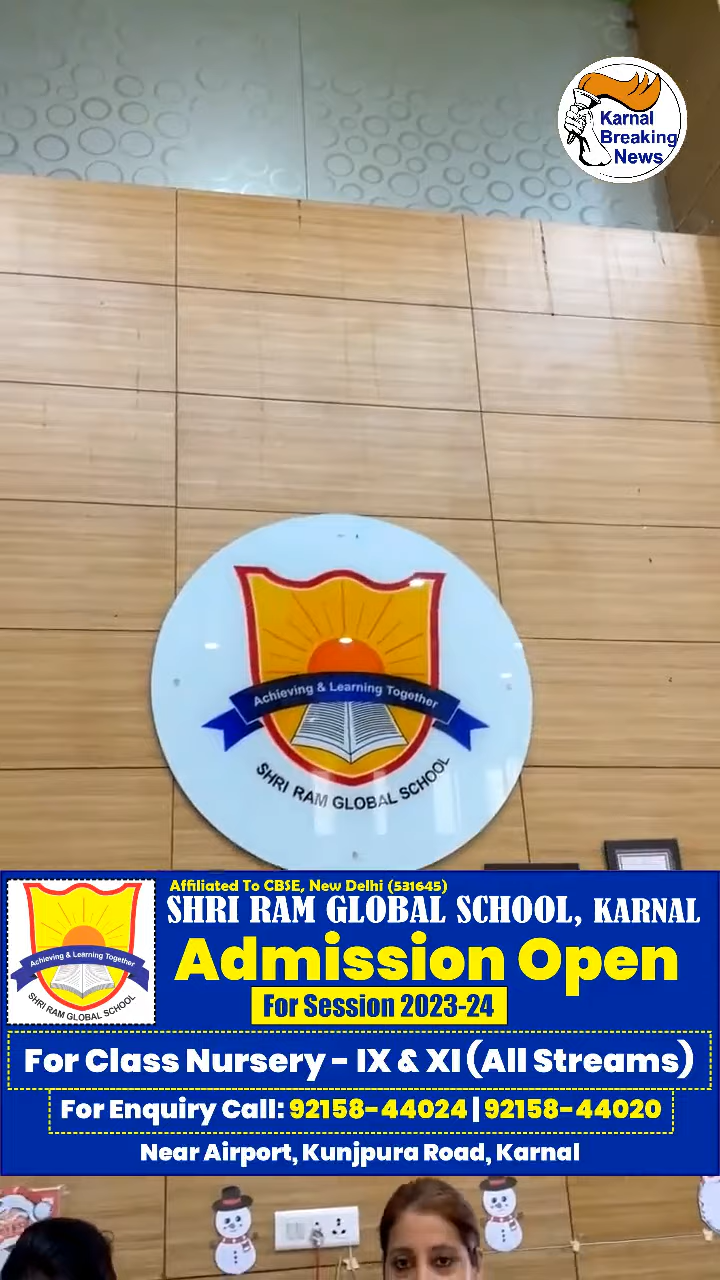 Karnal
Breaking
News
Achieving & Learning Together
SHRI RAM GLOBAL SCHOOL
Affiliated To CBSE, New Delhi (531645)
SHRI RAM GLOBAL SCHOOL, KARNAL
Achieving & Learning Together
SHRI RAM GLOBAL SCHOOL
Admission Open
For Session 2023-24
For Class Nursery - IX & XI (All Streams)
For Enquiry Call: 92158-44024 | 92158-44020
Near Airport, Kunjpura Road, Karnal